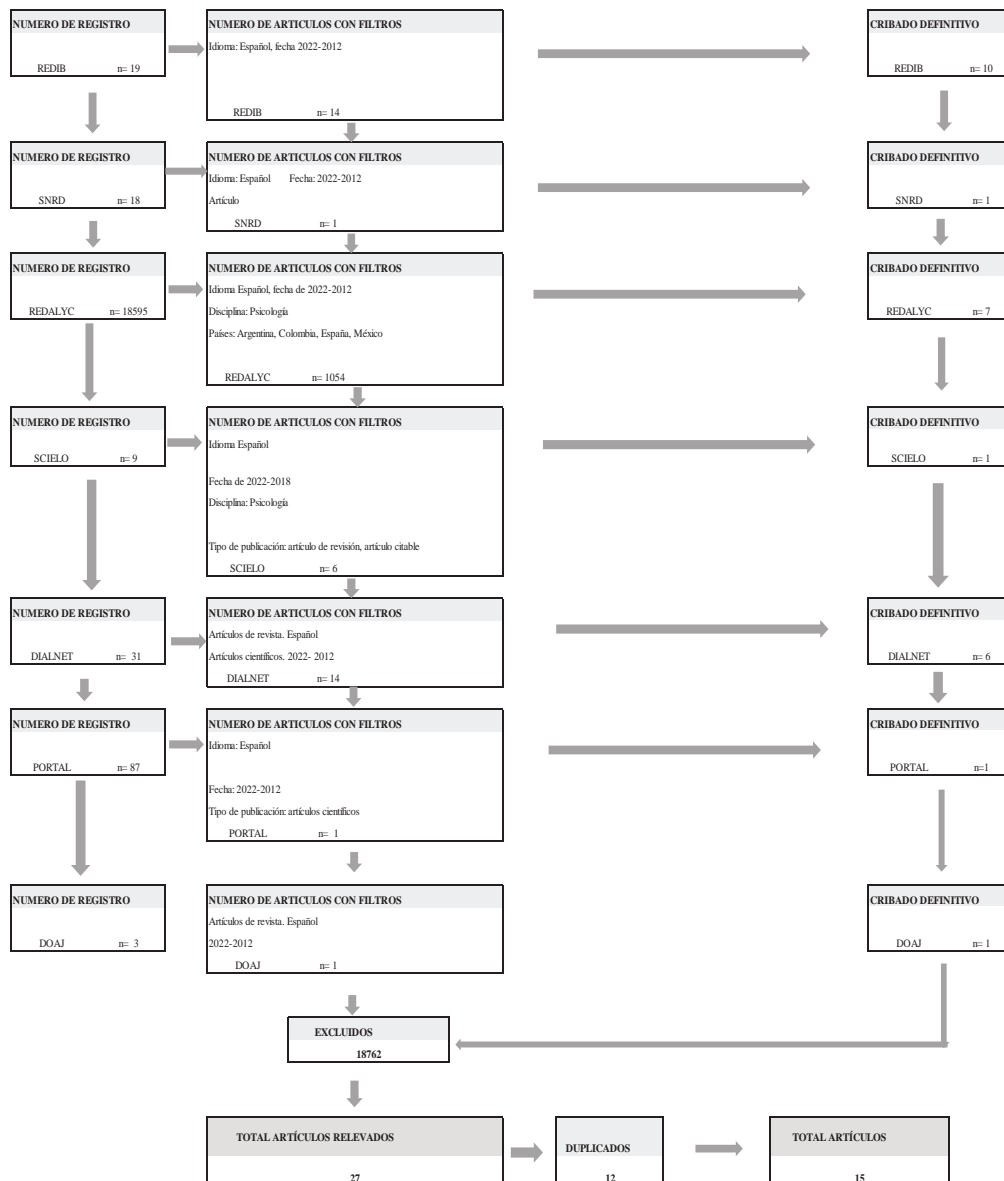 NUMERO DE REGISTRO
REDIB n= 19
NUMERO DE ARTICULOS CON FILTROS
Idioma: Español, fecha 2022-2012
REDIB n= 14
CRIBADO DEFINITIVO
REDIB n= 10
NUMERO DE REGISTRO
SNRD n= 18
NUMERO DE ARTICULOS CON FILTROS
Idioma: Español Fecha: 2022-2012
Artículo
SNRD n= 1
CRIBADO DEFINITIVO
SNRD n= 1
NUMERO DE REGISTRO
REDALYC n= 18595
NUMERO DE ARTICULOS CON FILTROS
Idioma Español, fecha de 2022-2012
Disciplina: Psicología
Países: Argentina, Colombia, España, México
REDALYC n= 1054
CRIBADO DEFINITIVO
REDALYC n= 7
NUMERO DE REGISTRO
SCIELO n= 9
NUMERO DE ARTICULOS CON FILTROS
Idioma Español
Fecha de 2022-2018
Disciplina: Psicología
Tipo de publicación: artículo de revisión, artículo citable
SCIELO n= 6
CRIBADO DEFINITIVO
SCIELO n= 1
NUMERO DE REGISTRO
DIALNET n= 31
NUMERO DE ARTICULOS CON FILTROS
Artículos de revista. Español
Artículos científicos. 2022- 2012
DIALNET n= 14
CRIBADO DEFINITIVO
DIALNET n= 6
NUMERO DE REGISTRO
PORTAL n= 87
NUMERO DE ARTICULOS CON FILTROS
Idioma: Español
Fecha: 2022-2012
Tipo de publicación: artículos científicos
PORTAL n= 1
CRIBADO DEFINITIVO
PORTAL n=1
NUMERO DE REGISTRO
DOAJ n= 3
NUMERO DE ARTICULOS CON FILTROS
Artículos de revista. Español
2022-2012
DOAJ n= 1
CRIBADO DEFINITIVO
DOAJ n= 1
EXCLUIDOS
18762
TOTAL ARTÍCULOS RELEVADOS
27
DUPLICADOS
12
TOTAL ARTÍCULOS
15